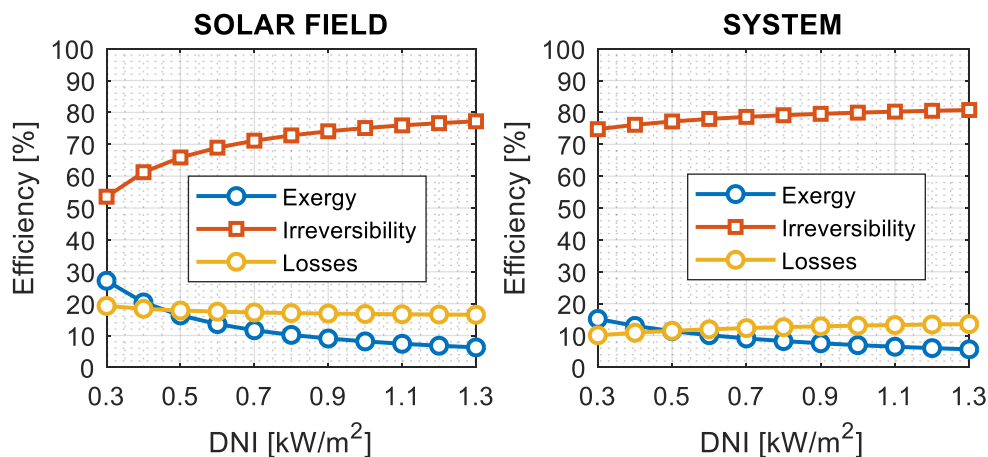 SOLAR FIELD
100
90
80
70
60
50
40
30
20
10
0
Efficiency [%]
Exergy
Irreversibility
Losses
0.3 0.5 0.7 0.9 1.1 1.3
DNI [kW/m²]
SYSTEM
100
90
80
70
60
50
40
30
20
10
0
Efficiency [%]
Exergy
Irreversibility
Losses
0.3 0.5 0.7 0.9 1.1 1.3
DNI [kW/m²]